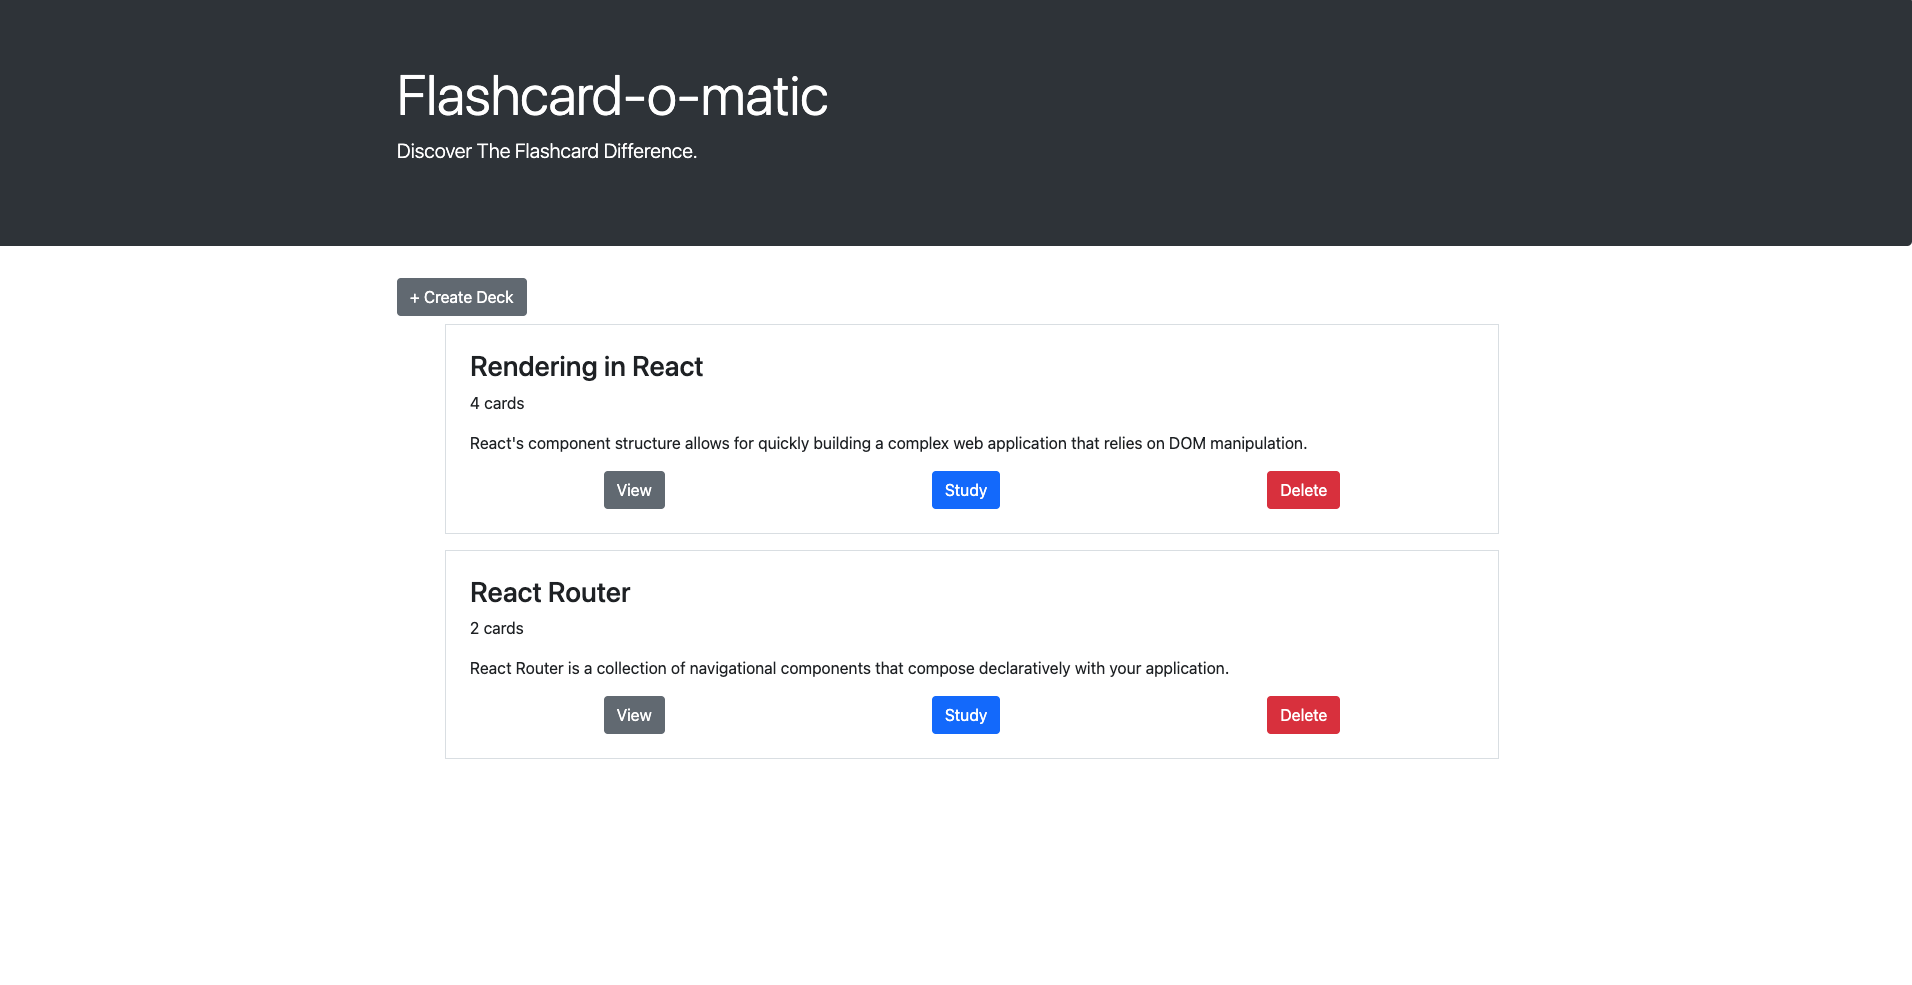 Flashcard-o-matic
Discover The Flashcard Difference.
+ Create Deck
Rendering in React
4 cards
React's component structure allows for quickly building a complex web application that relies on DOM manipulation.
View Study Delete
React Router
2 cards
React Router is a collection of navigational components that compose declaratively with your application.
View Study Delete